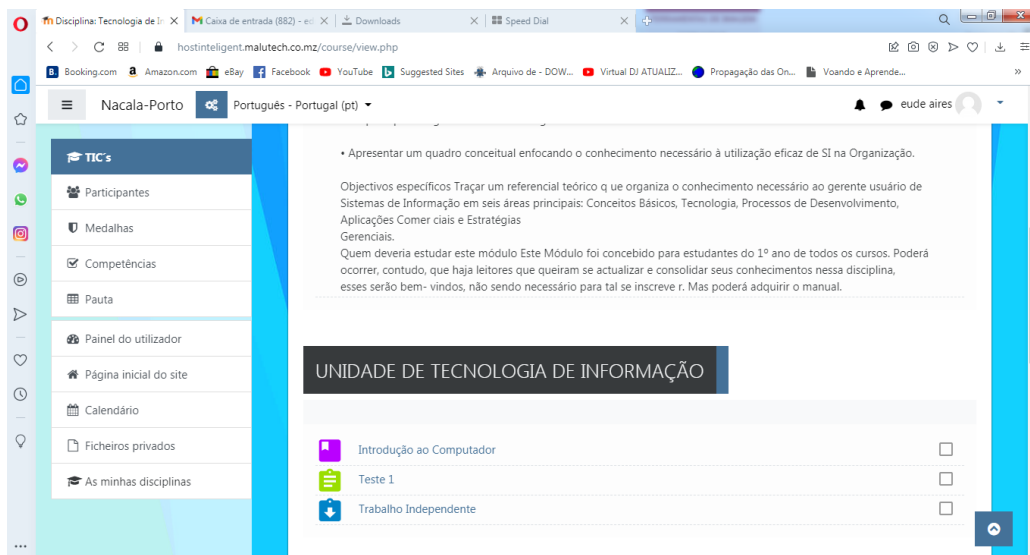 Disciplina: Tecnologia de In
Caixa de entrada (882) - ed
Downloads
Speed Dial
hostinteligent.malutech.co.mz/course/view.php
Booking.com Amazon.com eBay Facebook YouTube Suggested Sites Arquivo de - DOW... Virtual DJ ATUALIZ... Propagação das On... Voando e Aprende... »
Nacala-Porto Português - Portugal (pt) eude aires
TIC´s
Participantes
Medalhas
Competências
Pauta
Painel do utilizador
Página inicial do site
Calendário
Ficheiros privados
As minhas disciplinas
• Apresentar um quadro conceitual enfocando o conhecimento necessário à utilização eficaz de SI na Organização.
Objectivos específicos Traçar um referencial teórico q ue organiza o conhecimento necessário ao gerente usuário de
Sistemas de Informação em seis áreas principais: Conceitos Básicos, Tecnologia, Processos de Desenvolvimento,
Aplicações Comer ciais e Estratégias
Gerenciais.
Quem deveria estudar este módulo Este Módulo foi concebido para estudantes do 1º ano de todos os cursos. Poderá
ocorrer, contudo, que haja leitores que queiram se actualizar e consolidar seus conhecimentos nessa disciplina,
esses serão bem- vindos, não sendo necessário para tal se inscreve r. Mas poderá adquirir o manual.
UNIDADE DE TECNOLOGIA DE INFORMAÇÃO
Introdução ao Computador
Teste 1
Trabalho Independente